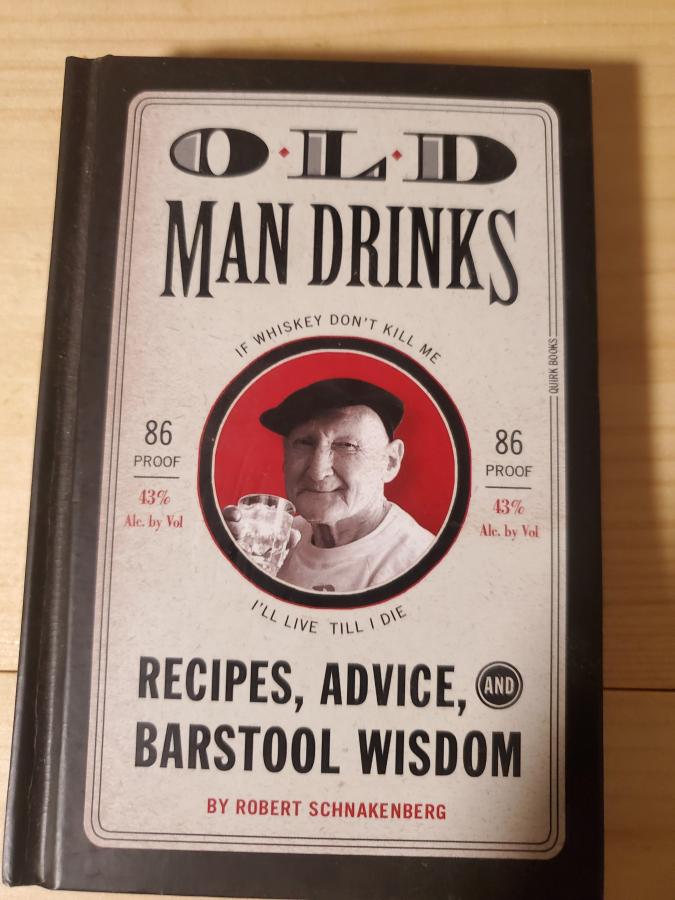 O·L·D
MAN DRINKS
IF WHISKEY DON'T KILL ME
QUIRK BOOKS
86
PROOF
43%
Alc. by Vol
86
PROOF
43%
Alc. by Vol
I'LL LIVE TILL I DIE
RECIPES, ADVICE, AND
BARSTOOL WISDOM
BY ROBERT SCHNAKENBERG